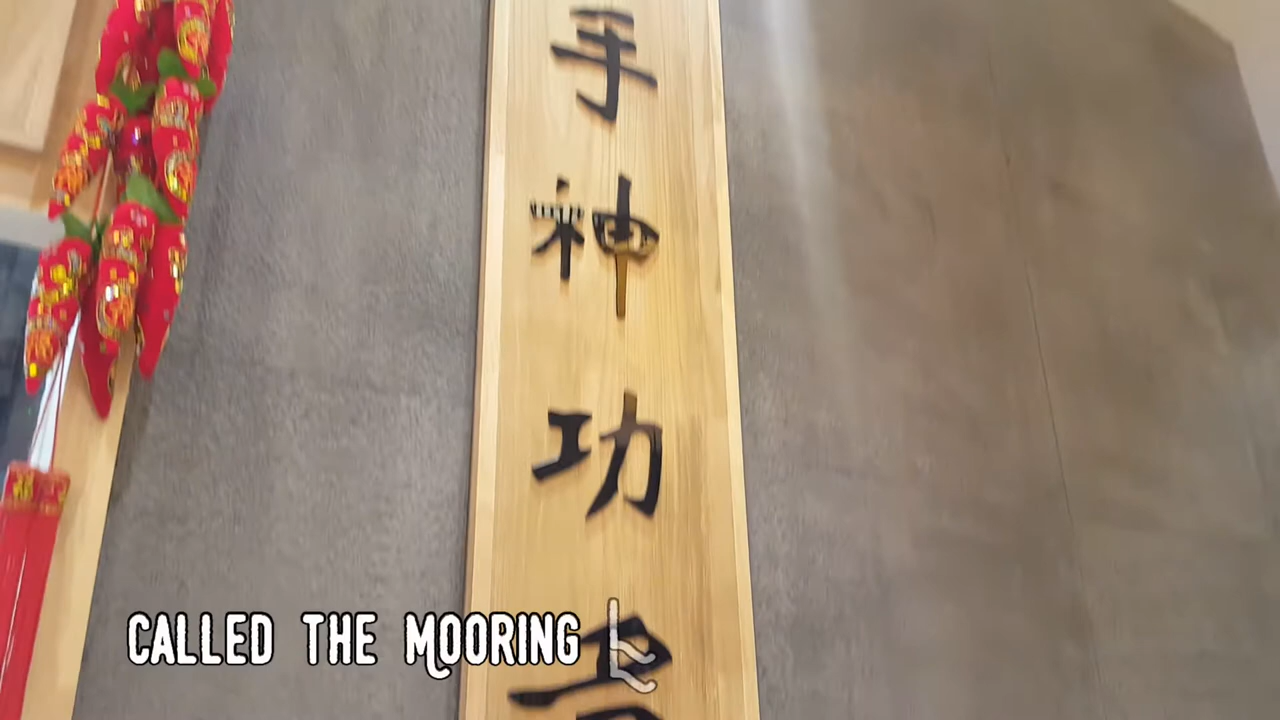 手
神
功
CALLED THE MOORING